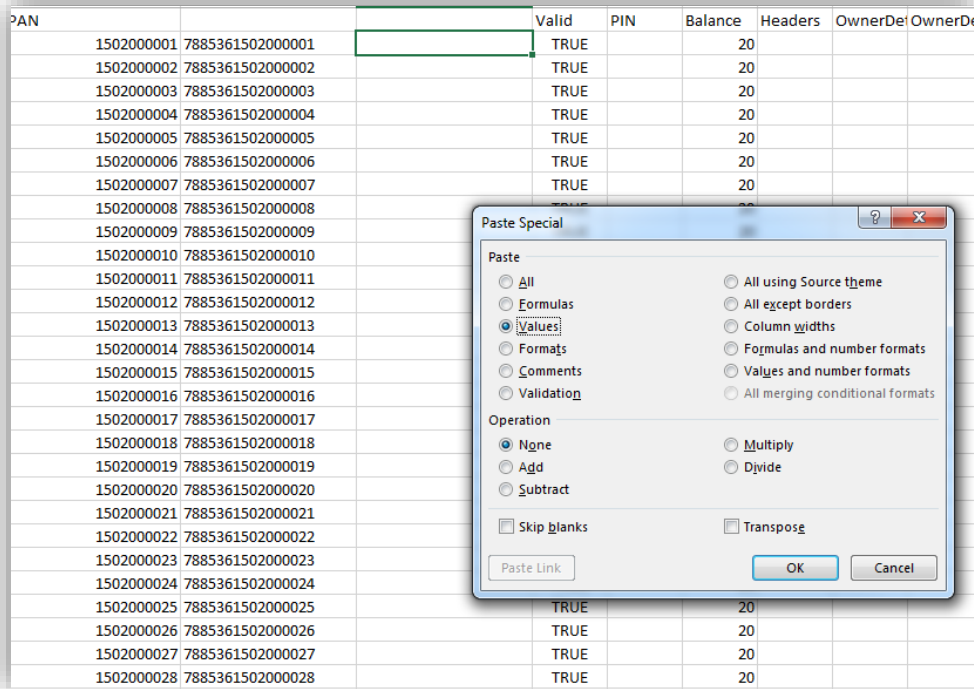 PAN Valid PIN Balance Headers OwnerDet OwnerDe
1502000001 7885361502000001 TRUE 20
1502000002 7885361502000002 TRUE 20
1502000003 7885361502000003 TRUE 20
1502000004 7885361502000004 TRUE 20
1502000005 7885361502000005 TRUE 20
1502000006 7885361502000006 TRUE 20
1502000007 7885361502000007 TRUE 20
1502000008 7885361502000008 TRUE 20
1502000009 7885361502000009
1502000010 7885361502000010
1502000011 7885361502000011
1502000012 7885361502000012
1502000013 7885361502000013
1502000014 7885361502000014
1502000015 7885361502000015
1502000016 7885361502000016
1502000017 7885361502000017
1502000018 7885361502000018
1502000019 7885361502000019
1502000020 7885361502000020
1502000021 7885361502000021
1502000022 7885361502000022
1502000023 7885361502000023
1502000024 7885361502000024
1502000025 7885361502000025 TRUE 20
1502000026 7885361502000026 TRUE 20
1502000027 7885361502000027 TRUE 20
1502000028 7885361502000028 TRUE 20
Paste Special
Paste
All All using Source theme
Formulas All except borders
Values Column widths
Formats Formulas and number formats
Comments Values and number formats
Validation All merging conditional formats
Operation
None Multiply
Add Divide
Subtract
Skip blanks Transpose
Paste Link OK Cancel